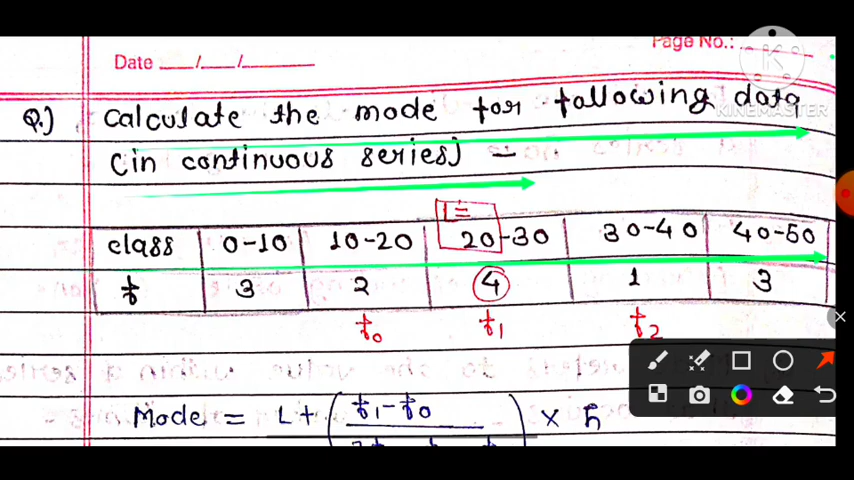 Page No.:
Date __/__/____
Q.) Calculate the mode for following data
KINEMASTER
(in continuous series) —
L=
class 0-10 10-20 20-30 30-40 40-50
f 3 2 4 1 3
f₀ f₁ f₂
Mode = L + ( f₁-f₀ ) × h